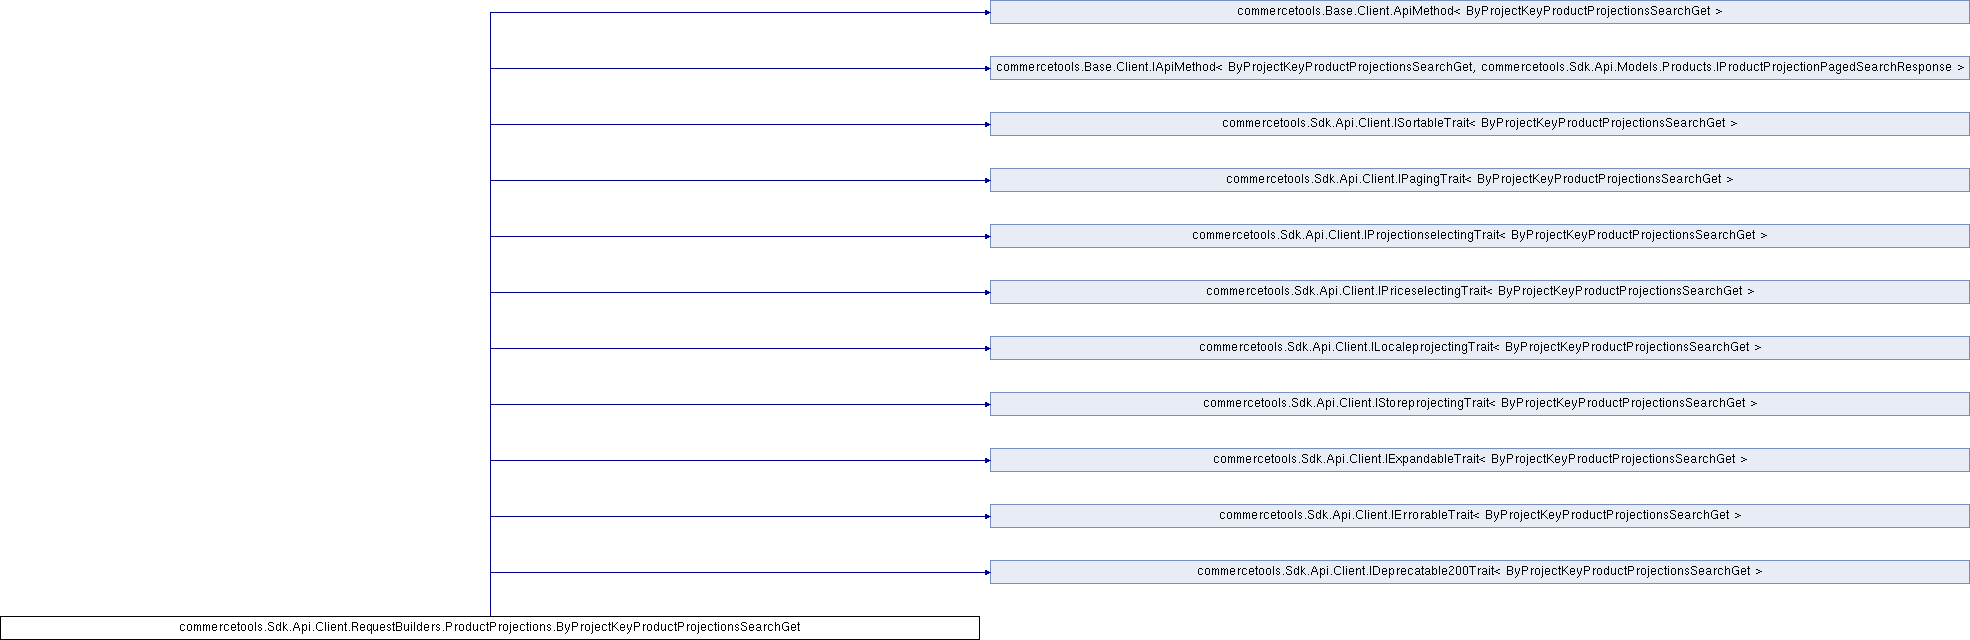 commercetools.Base.Client.ApiMethod< ByProjectKeyProductProjectionsSearchGet >
commercetools.Base.Client.IApiMethod< ByProjectKeyProductProjectionsSearchGet, commercetools.Sdk.Api.Models.Products.IProductProjectionPagedSearchResponse >
commercetools.Sdk.Api.Client.ISortableTrait< ByProjectKeyProductProjectionsSearchGet >
commercetools.Sdk.Api.Client.IPagingTrait< ByProjectKeyProductProjectionsSearchGet >
commercetools.Sdk.Api.Client.IProjectionselectingTrait< ByProjectKeyProductProjectionsSearchGet >
commercetools.Sdk.Api.Client.IPriceselectingTrait< ByProjectKeyProductProjectionsSearchGet >
commercetools.Sdk.Api.Client.ILocaleprojectingTrait< ByProjectKeyProductProjectionsSearchGet >
commercetools.Sdk.Api.Client.IStoreprojectingTrait< ByProjectKeyProductProjectionsSearchGet >
commercetools.Sdk.Api.Client.IExpandableTrait< ByProjectKeyProductProjectionsSearchGet >
commercetools.Sdk.Api.Client.IErrorableTrait< ByProjectKeyProductProjectionsSearchGet >
commercetools.Sdk.Api.Client.IDeprecatable200Trait< ByProjectKeyProductProjectionsSearchGet >
commercetools.Sdk.Api.Client.RequestBuilders.ProductProjections.ByProjectKeyProductProjectionsSearchGet